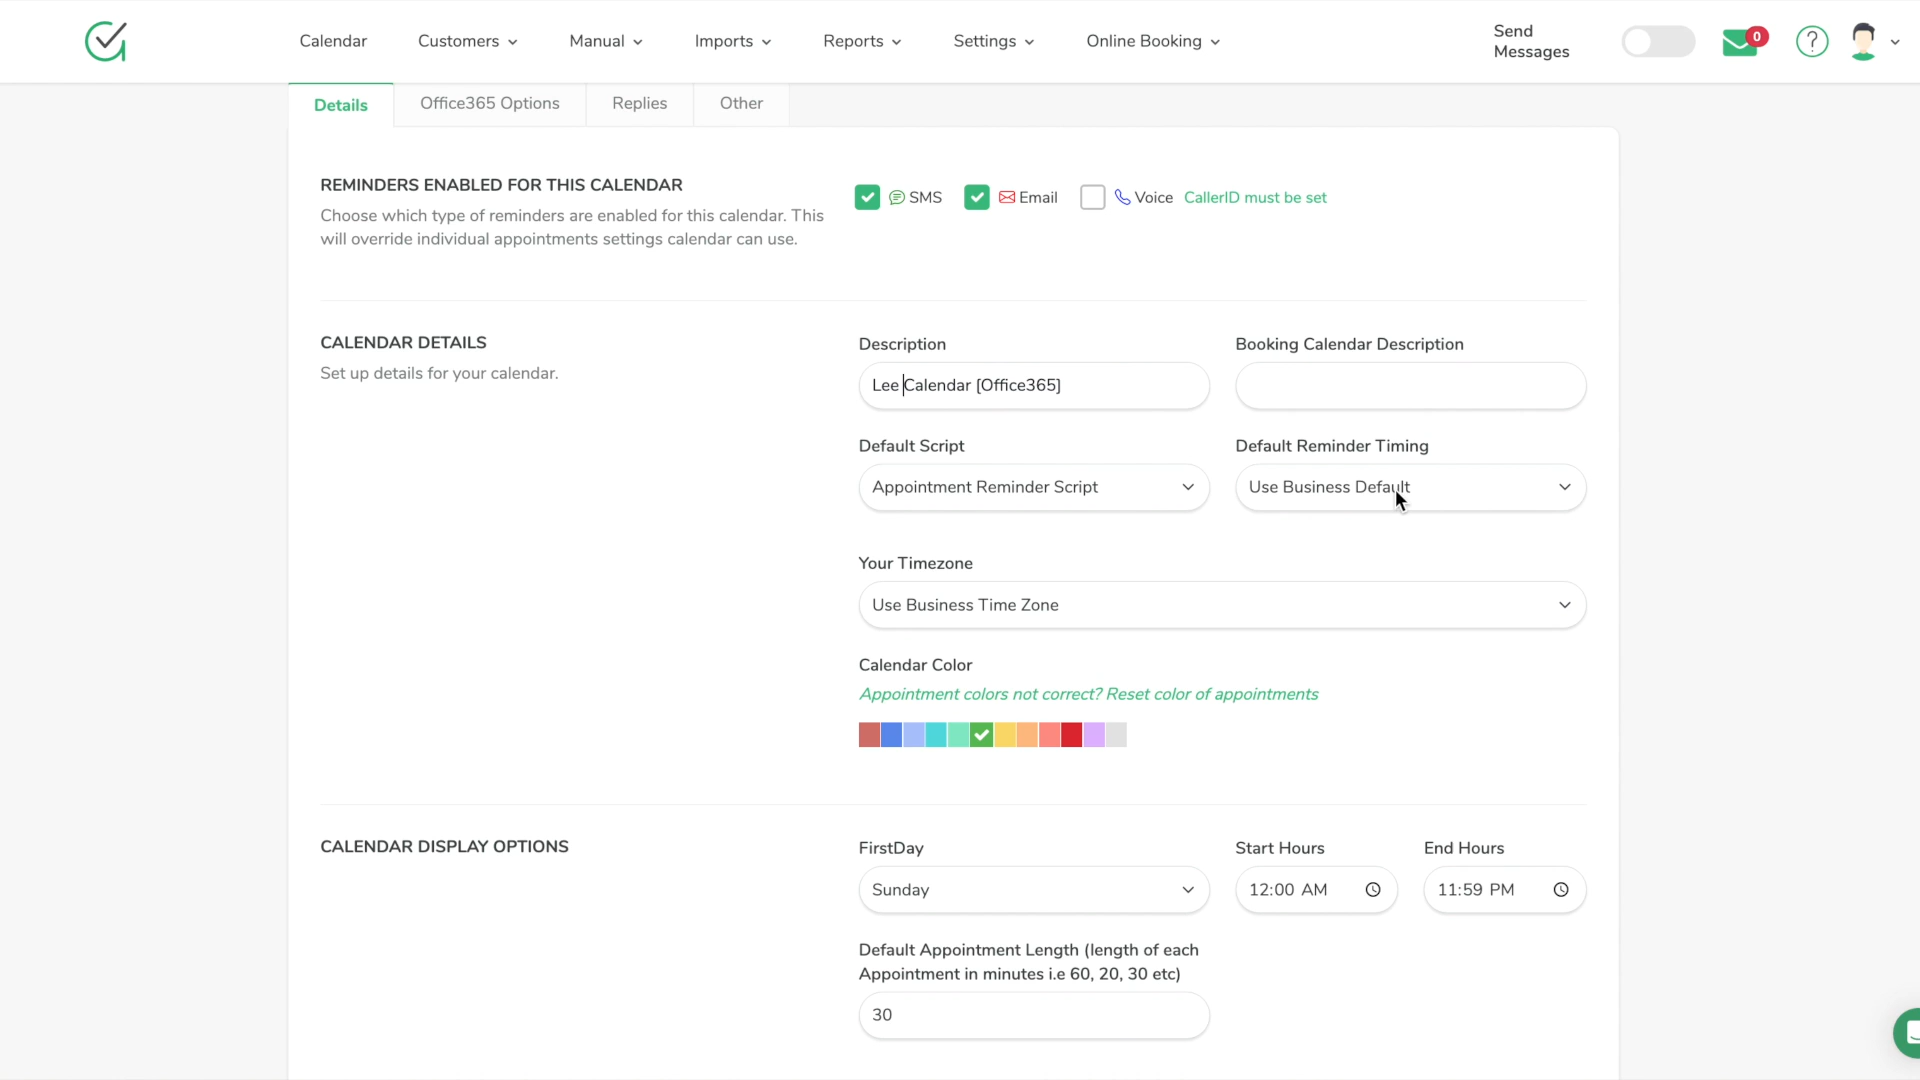 Calendar
Customers
Manual
Imports
Reports
Settings
Online Booking
Send
Messages
0
?
Details
Office365 Options
Replies
Other
REMINDERS ENABLED FOR THIS CALENDAR
Choose which type of reminders are enabled for this calendar. This
will override individual appointments settings calendar can use.
SMS
Email
Voice
CallerID must be set
CALENDAR DETAILS
Set up details for your calendar.
Description
Booking Calendar Description
Lee Calendar [Office365]
Default Script
Default Reminder Timing
Appointment Reminder Script
Use Business Default
Your Timezone
Use Business Time Zone
Calendar Color
Appointment colors not correct? Reset color of appointments
CALENDAR DISPLAY OPTIONS
FirstDay
Start Hours
End Hours
Sunday
12:00 AM
11:59 PM
Default Appointment Length (length of each
Appointment in minutes i.e 60, 20, 30 etc)
30